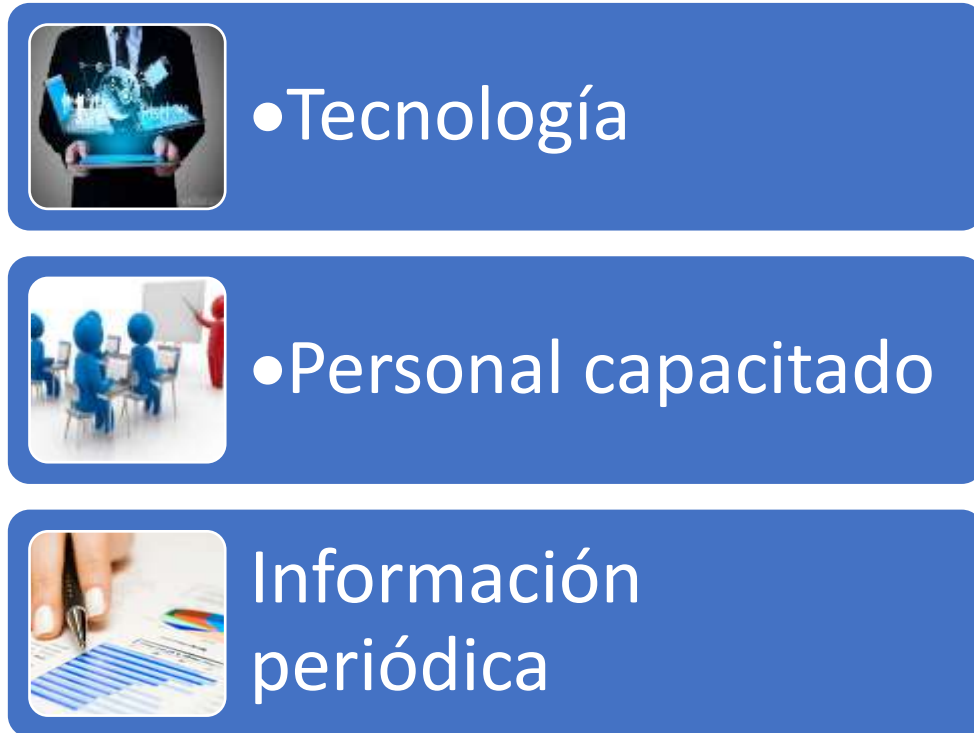 •Tecnología
•Personal capacitado
Información
periódica